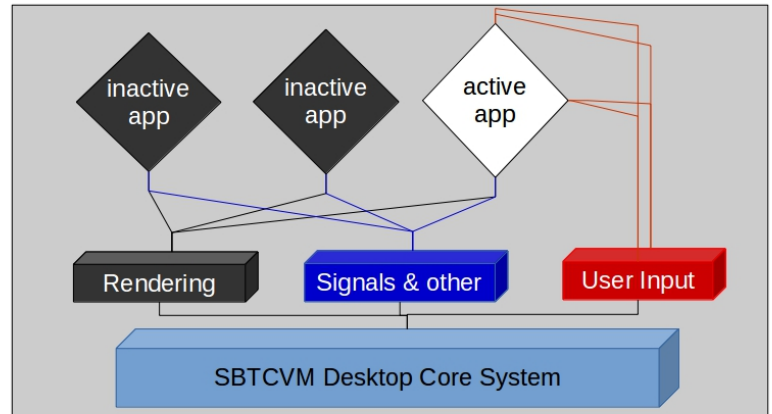 inactive
app
inactive
app
active
app
Rendering
Signals & other
User Input
SBTCVM Desktop Core System